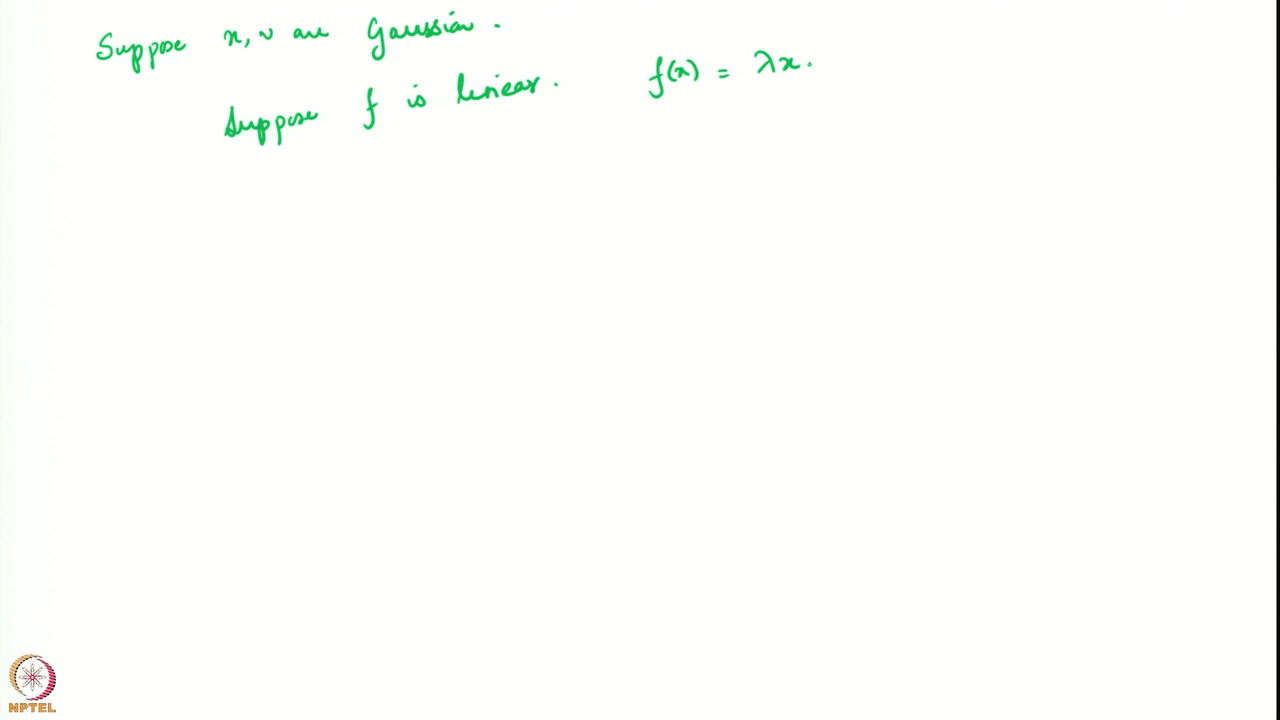 Suppose x, v are Gaussian.
Suppose f is linear. f(x) = λx.
NPTEL